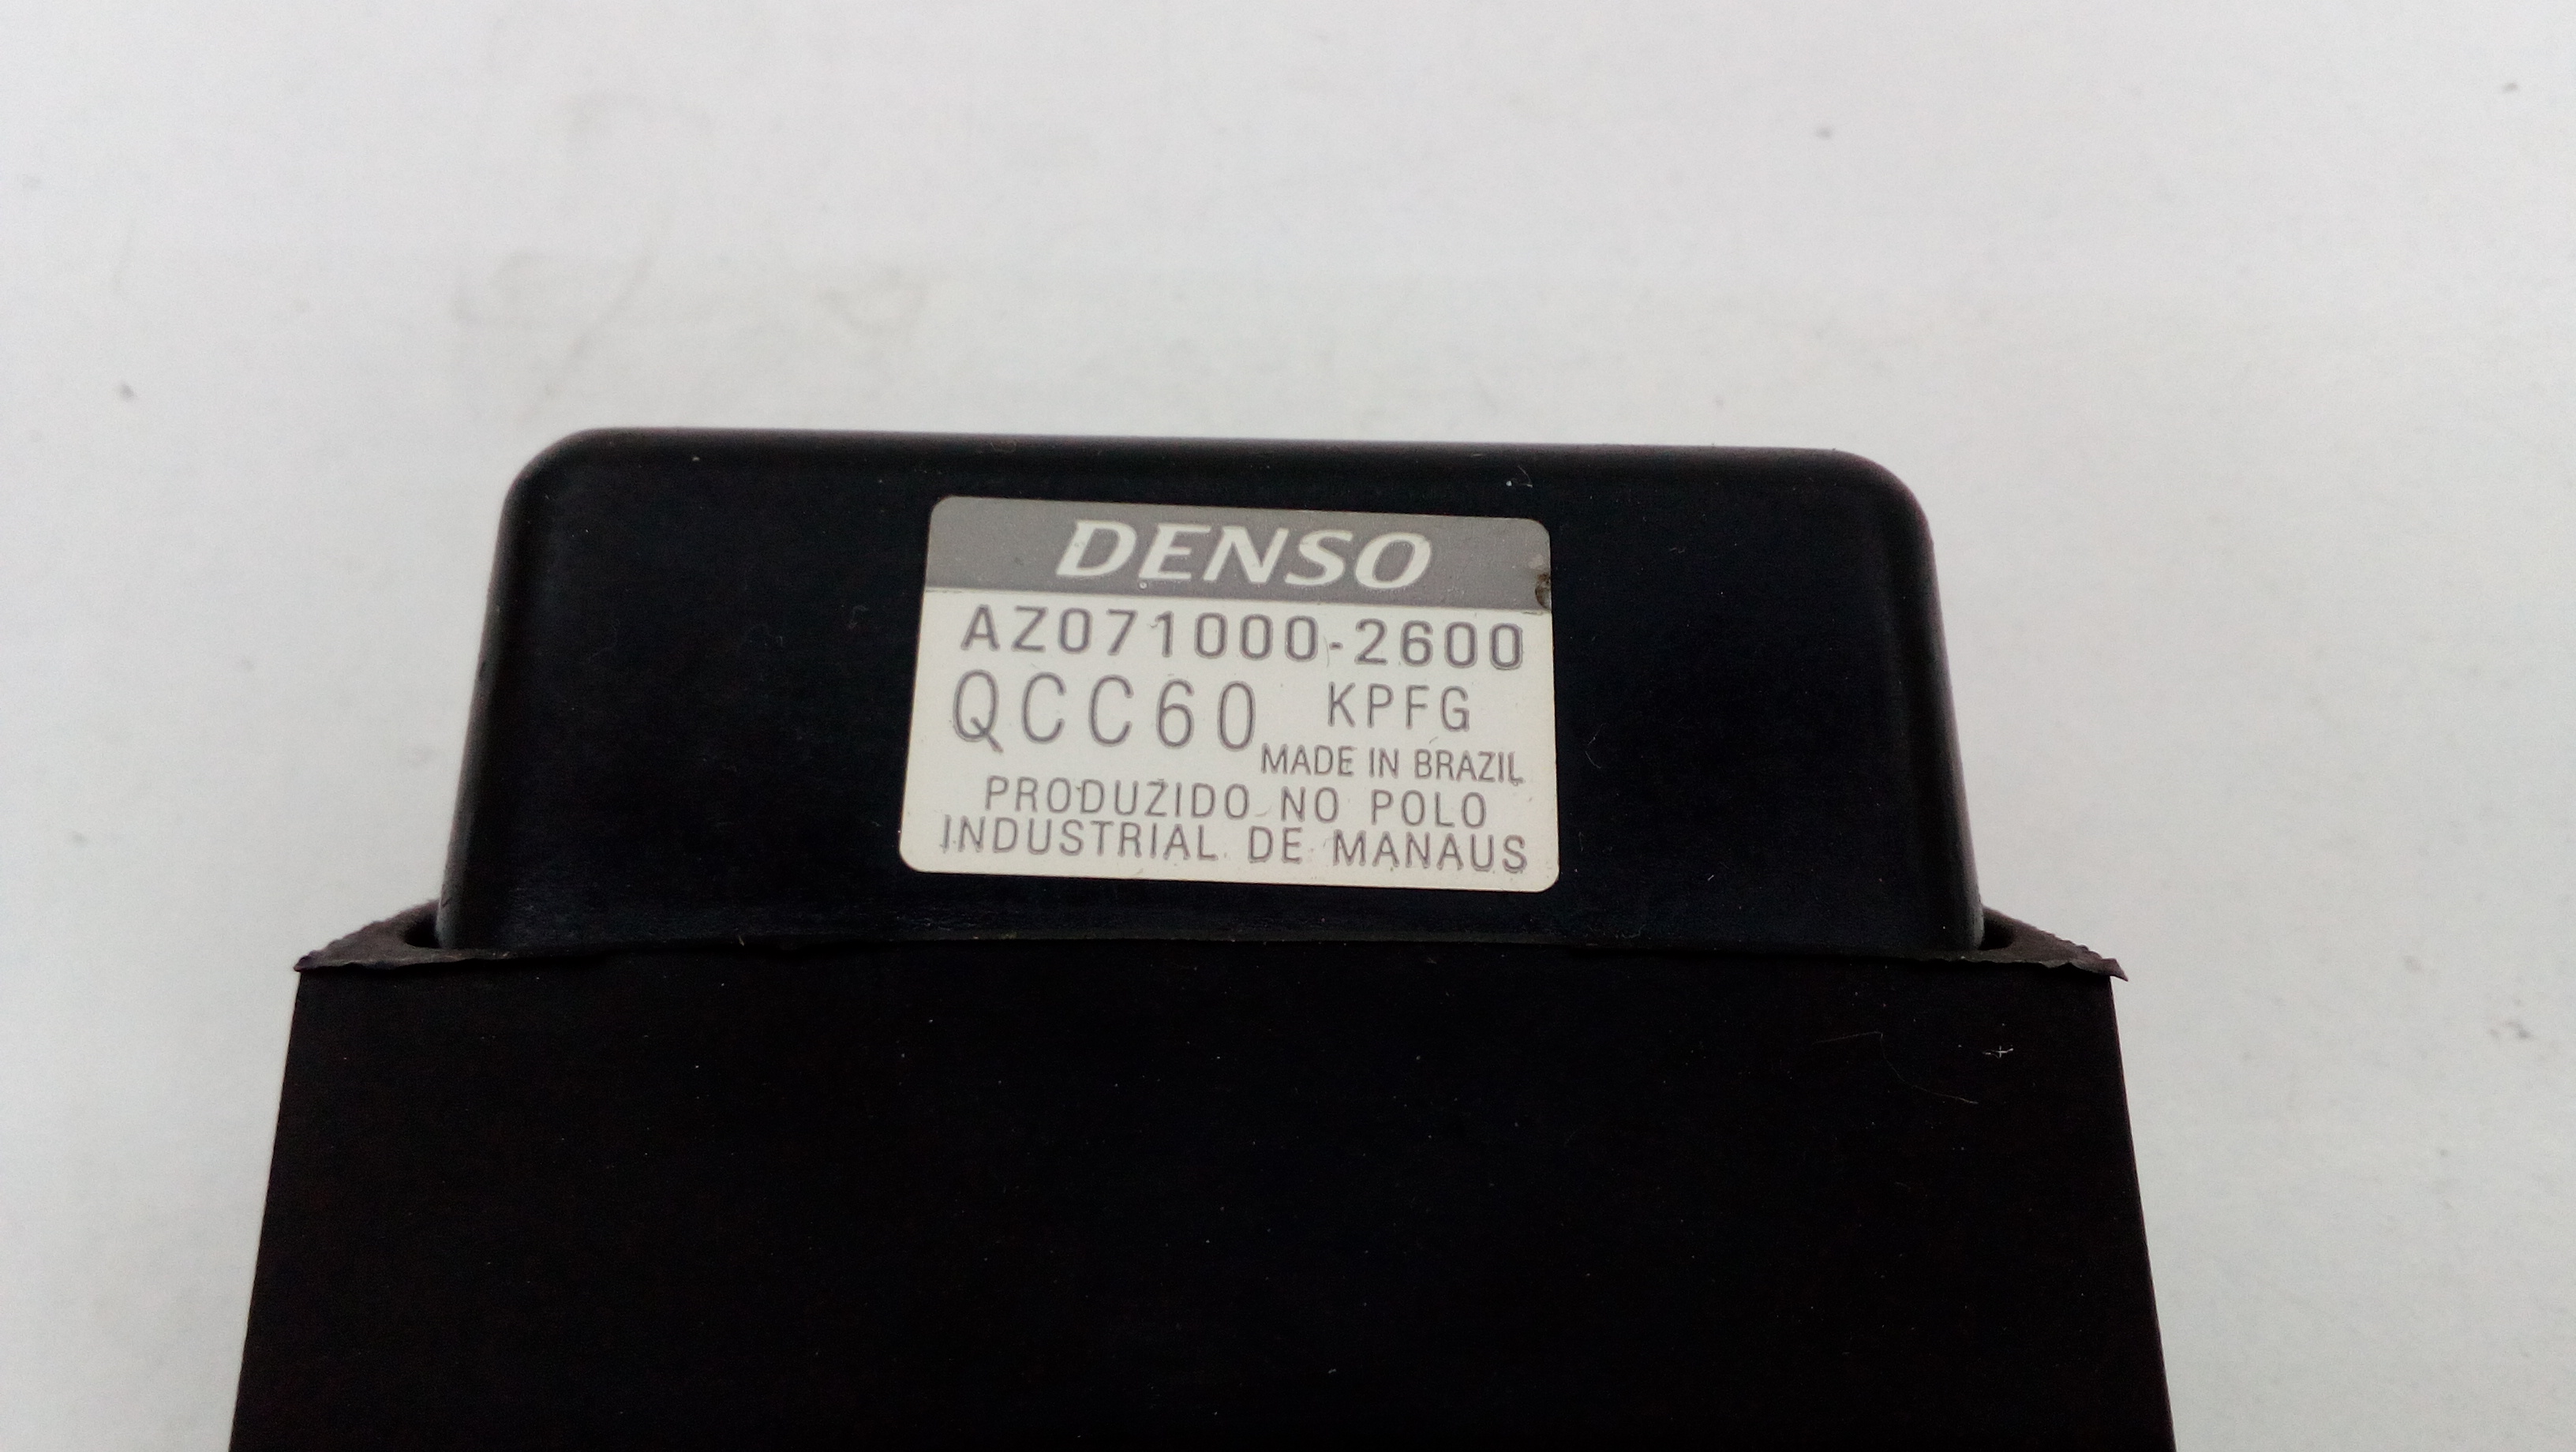 DENSO
AZ071000-2600
QCC60 KPFG
MADE IN BRAZIL
PRODUZIDO NO POLO
INDUSTRIAL DE MANAUS